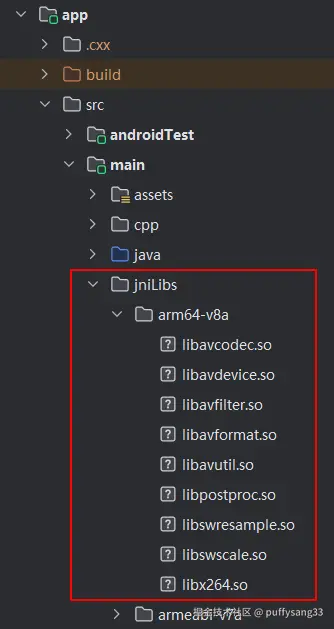 app
.cxx
build
src
androidTest
main
assets
cpp
java
jniLibs
arm64-v8a
libavcodec.so
libavdevice.so
libavfilter.so
libavformat.so
libavutil.so
libpostproc.so
libswresample.so
libswscale.so
libx264.so
稀土掘金技术社区 @ puffysang33
armeabi-v7a